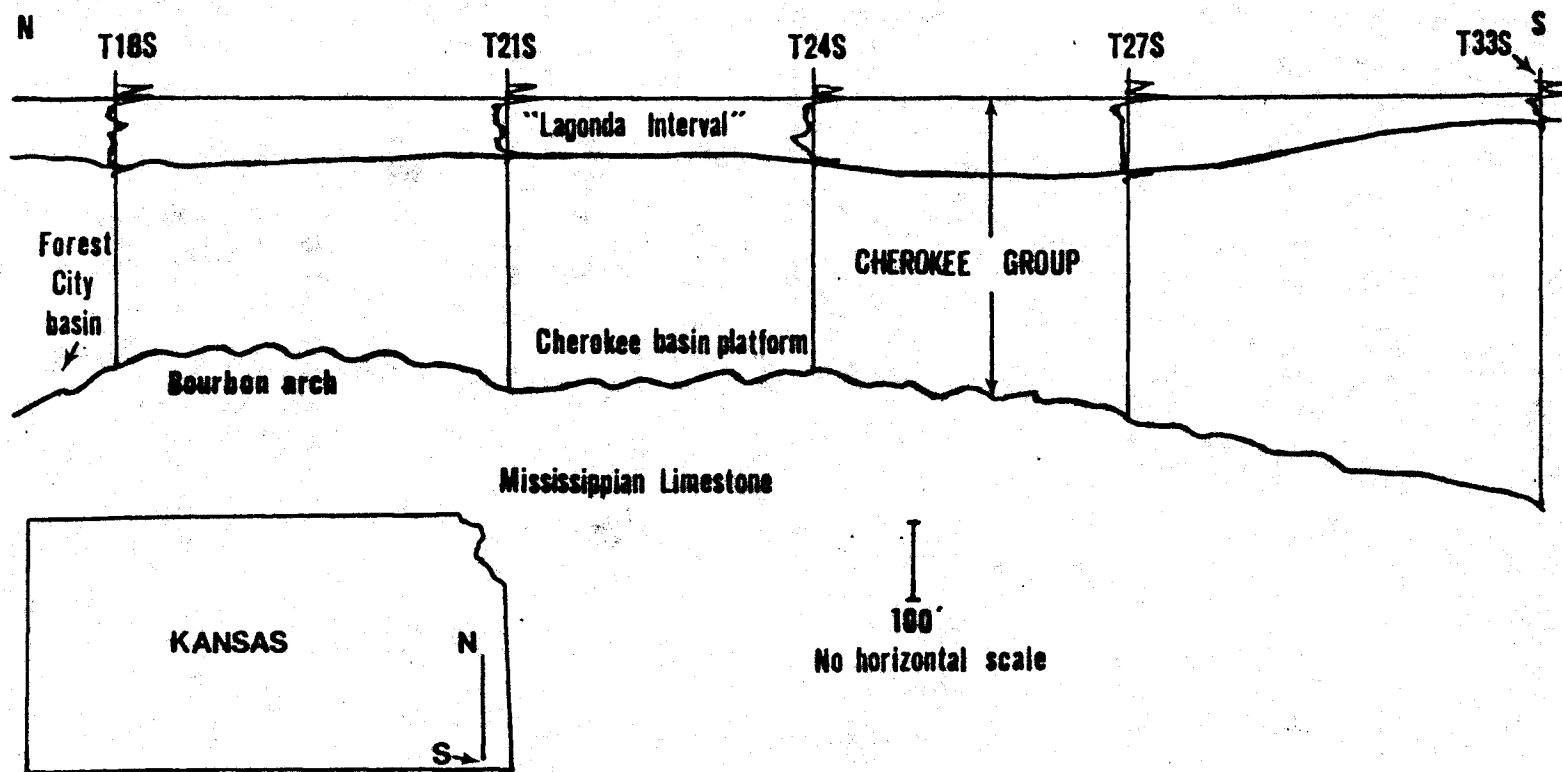 N
S
T18S
T21S
T24S
T27S
T33S
"Lagonda Interval"
Forest
City
basin
CHEROKEE GROUP
Cherokee basin platform
Bourbon arch
Mississippian Limestone
100'
No horizontal scale
KANSAS
N
S